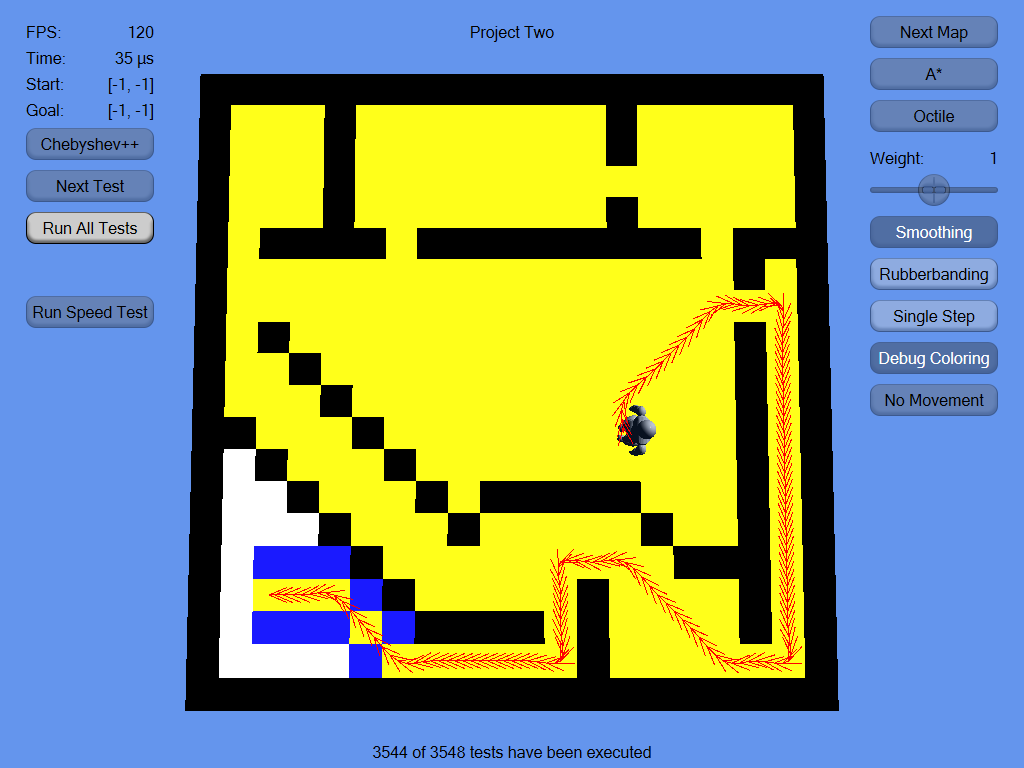 FPS: 120
Time: 35 µs
Start: [-1, -1]
Goal: [-1, -1]
Chebyshev++
Next Test
Run All Tests
Run Speed Test
Project Two
Next Map
A*
Octile
Weight: 1
Smoothing
Rubberbanding
Single Step
Debug Coloring
No Movement
3544 of 3548 tests have been executed